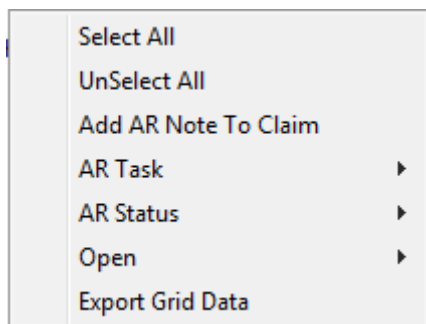 Select All
UnSelect All
Add AR Note To Claim
AR Task
AR Status
Open
Export Grid Data